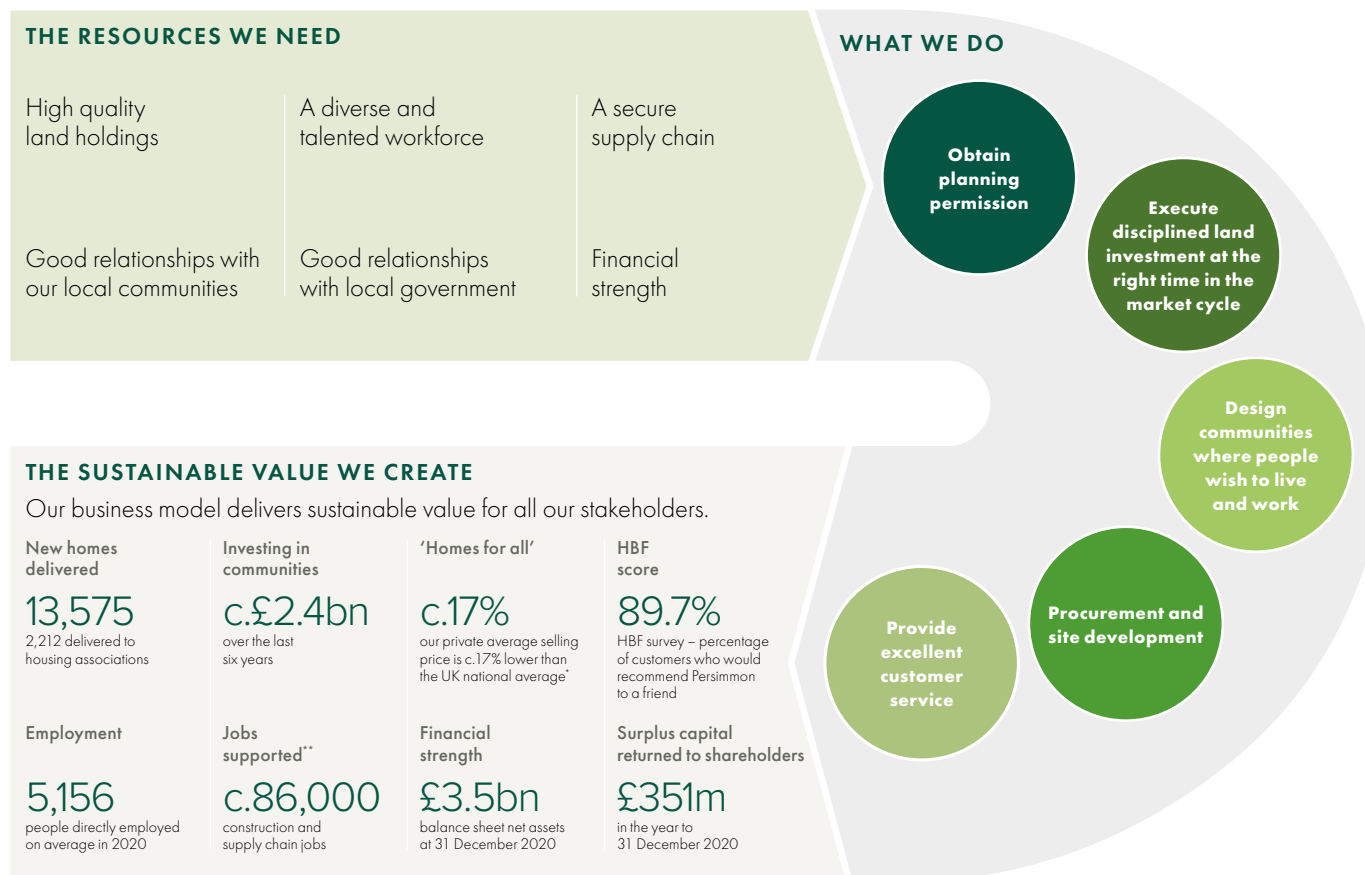 THE RESOURCES WE NEED
High quality
land holdings
A diverse and
talented workforce
A secure
supply chain
Good relationships with
our local communities
Good relationships
with local government
Financial
strength
WHAT WE DO
Obtain
planning
permission
Execute
disciplined land
investment at the
right time in the
market cycle
Design
communities
where people
wish to live
and work
Procurement and
site development
Provide
excellent
customer
service
THE SUSTAINABLE VALUE WE CREATE
Our business model delivers sustainable value for all our stakeholders.
New homes
delivered
13,575
2,212 delivered to
housing associations
Investing in
communities
c.£2.4bn
over the last
six years
‘Homes for all’
c.17%
our private average selling
price is c.17% lower than
the UK national average*
HBF
score
89.7%
HBF survey – percentage
of customers who would
recommend Persimmon
to a friend
Employment
5,156
people directly employed
on average in 2020
Jobs
supported**
c.86,000
construction and
supply chain jobs
Financial
strength
£3.5bn
balance sheet net assets
at 31 December 2020
Surplus capital
returned to shareholders
£351m
in the year to
31 December 2020